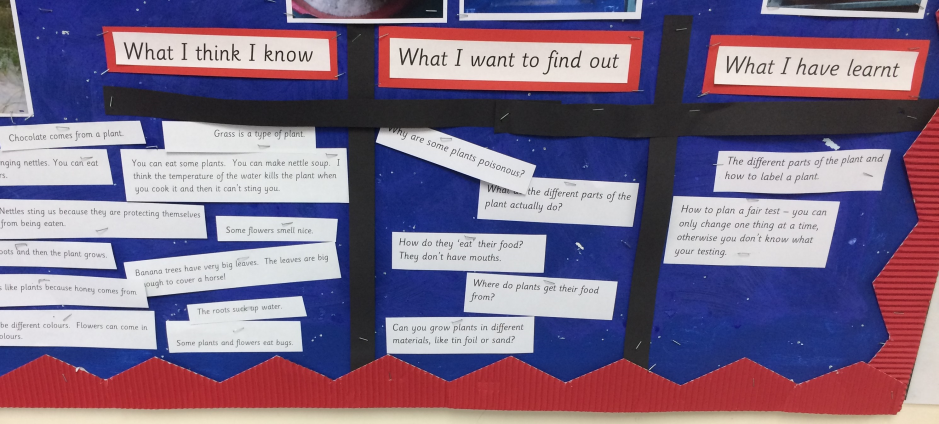 What I think I know
Chocolate comes from a plant.
Grass is a type of plant.
nging nettles. You can eat
rs.
You can eat some plants. You can make nettle soup. I
think the temperature of the water kills the plant when
you cook it and then it can't sting you.
Nettles sting us because they are protecting themselves
from being eaten.
Some flowers smell nice.
oots and then the plant grows.
Banana trees have very big leaves. The leaves are big
ough to cover a horse!
s like plants because honey comes from
The roots suck up water.
be different colours. Flowers can come in
olours.
Some plants and flowers eat bugs.
What I want to find out
Why are some plants poisonous?
What the different parts of the
plant actually do?
How do they 'eat' their food?
They don't have mouths.
Where do plants get their food
from?
Can you grow plants in different
materials, like tin foil or sand?
What I have learnt
The different parts of the plant and
how to label a plant.
How to plan a fair test – you can
only change one thing at a time,
otherwise you don't know what
your testing.